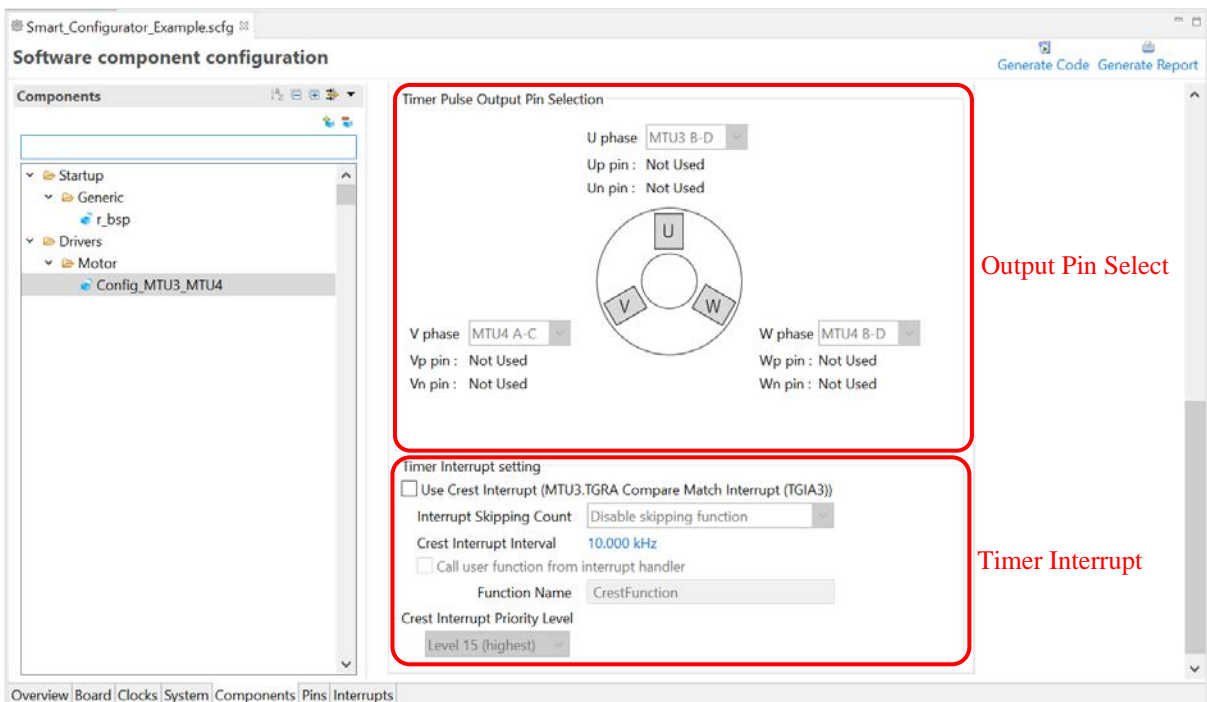 Smart_Configurator_Example.scfg
Software component configuration
Generate Code Generate Report
Components
Startup
Generic
r_bsp
Drivers
Motor
Config_MTU3_MTU4
Timer Pulse Output Pin Selection
U phase MTU3 B-D
Up pin : Not Used
Un pin : Not Used
U
V
W
V phase MTU4 A-C
Vp pin : Not Used
Vn pin : Not Used
W phase MTU4 B-D
Wp pin : Not Used
Wn pin : Not Used
Output Pin Select
Timer Interrupt setting
Use Crest Interrupt (MTU3.TGRA Compare Match Interrupt (TGIA3))
Interrupt Skipping Count Disable skipping function
Crest Interrupt Interval 10.000 kHz
Call user function from interrupt handler
Function Name CrestFunction
Crest Interrupt Priority Level
Level 15 (highest)
Timer Interrupt
Overview Board Clocks System Components Pins Interrupts